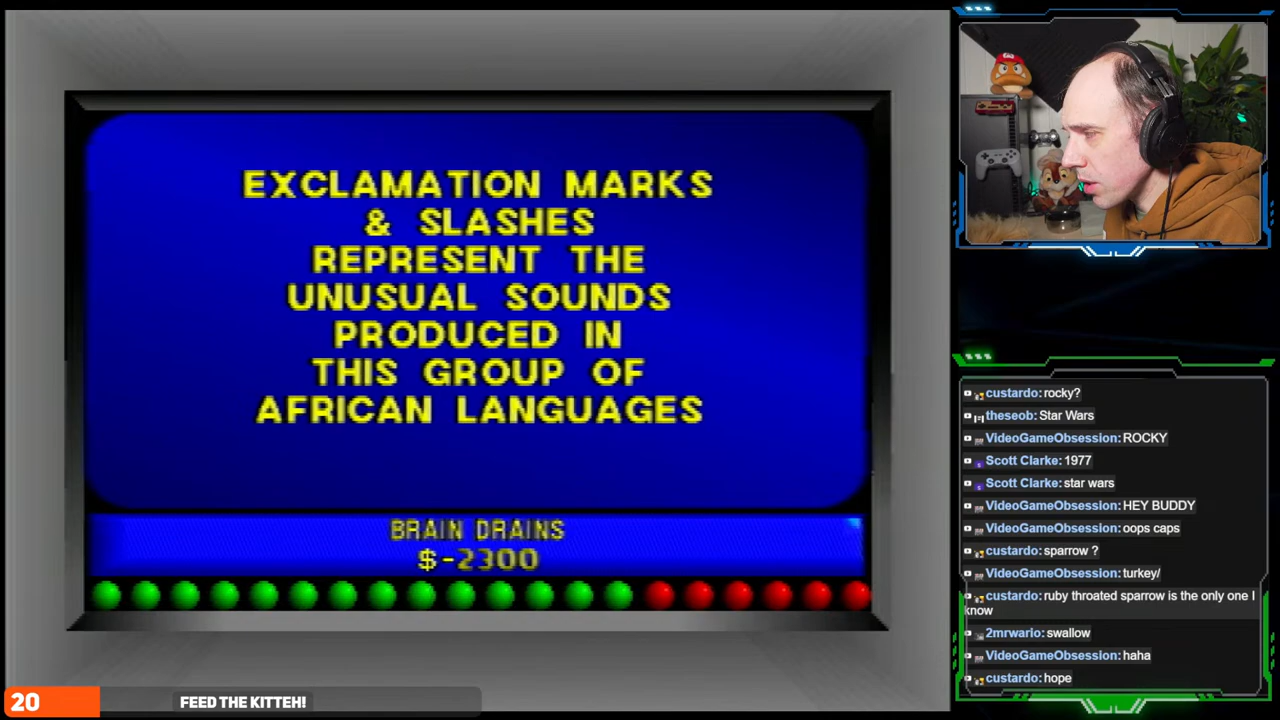 EXCLAMATION MARKS
& SLASHES
REPRESENT THE
UNUSUAL SOUNDS
PRODUCED IN
THIS GROUP OF
AFRICAN LANGUAGES
BRAIN DRAINS
$-2300
20
FEED THE KITTEH!
custardo: rocky?
theseob: Star Wars
VideoGameObsession: ROCKY
Scott Clarke: 1977
Scott Clarke: star wars
VideoGameObsession: HEY BUDDY
VideoGameObsession: oops caps
custardo: sparrow ?
VideoGameObsession: turkey/
custardo: ruby throated sparrow is the only one I
know
2mrwario: swallow
VideoGameObsession: haha
custardo: hope